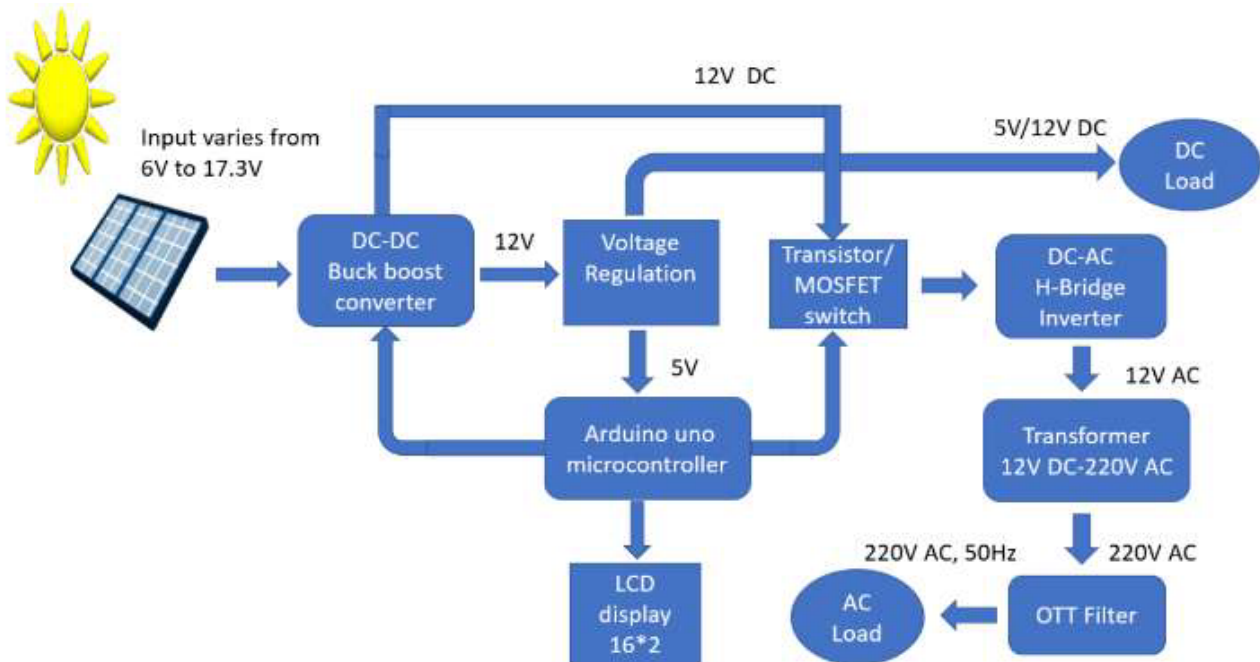 12V  DC
Input varies from
6V to 17.3V
5V/12V DC
DC
Load
DC-DC
Buck boost
converter
12V
Voltage
Regulation
Transistor/
MOSFET
switch
DC-AC
H-Bridge
Inverter
5V
12V AC
Arduino uno
microcontroller
Transformer
12V DC-220V AC
220V AC, 50Hz
220V AC
LCD
display
16*2
AC
Load
OTT Filter